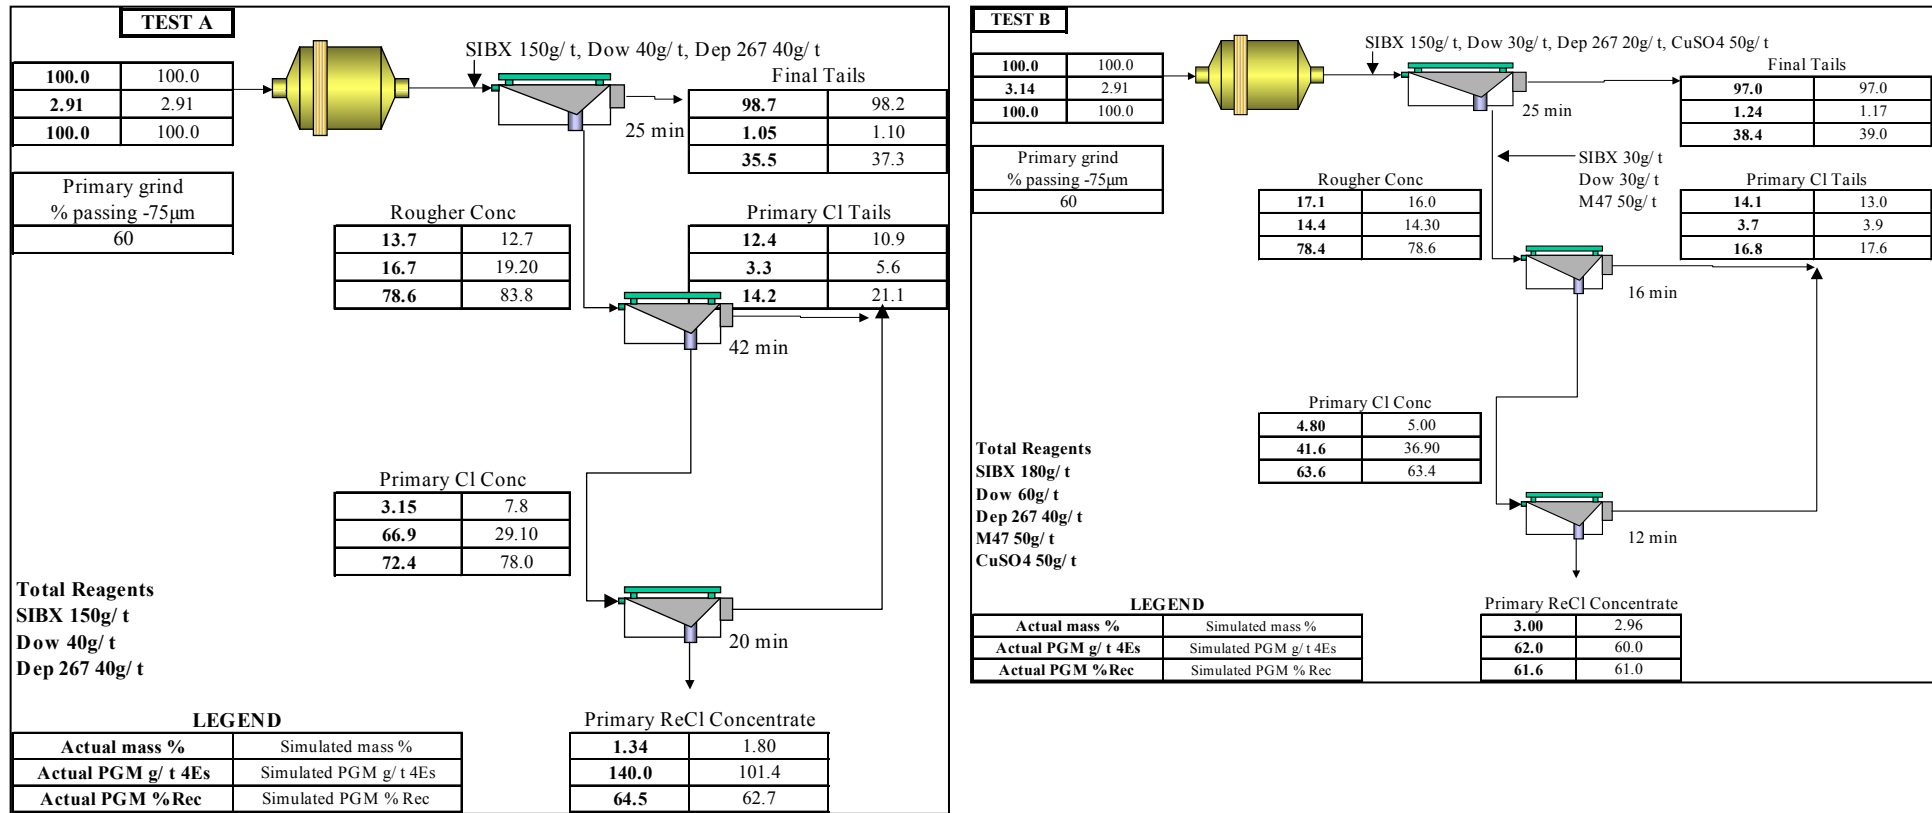 TEST A
SIBX 150g/ t, Dow 40g/ t, Dep 267 40g/ t
100.0 100.0
2.91 2.91
100.0 100.0
Final Tails
98.7 98.2
1.05 1.10
35.5 37.3
25 min
Primary grind
% passing -75μm
60
Rougher Conc
13.7 12.7
16.7 19.20
78.6 83.8
Primary Cl Tails
12.4 10.9
3.3 5.6
14.2 21.1
42 min
Primary Cl Conc
3.15 7.8
66.9 29.10
72.4 78.0
20 min
Total Reagents
SIBX 150g/ t
Dow 40g/ t
Dep 267 40g/ t
LEGEND
Actual mass % Simulated mass %
Actual PGM g/ t 4Es Simulated PGM g/ t 4Es
Actual PGM %Rec Simulated PGM % Rec
Primary ReCl Concentrate
1.34 1.80
140.0 101.4
64.5 62.7
TEST B
SIBX 150g/ t, Dow 30g/ t, Dep 267 20g/ t, CuSO4 50g/ t
100.0 100.0
3.14 2.91
100.0 100.0
Final Tails
97.0 97.0
1.24 1.17
38.4 39.0
25 min
Primary grind
% passing -75μm
60
SIBX 30g/ t
Dow 30g/ t
M47 50g/ t
Rougher Conc
17.1 16.0
14.4 14.30
78.4 78.6
Primary Cl Tails
14.1 13.0
3.7 3.9
16.8 17.6
16 min
Primary Cl Conc
4.80 5.00
41.6 36.90
63.6 63.4
Total Reagents
SIBX 180g/ t
Dow 60g/ t
Dep 267 40g/ t
M47 50g/ t
CuSO4 50g/ t
12 min
LEGEND
Actual mass % Simulated mass %
Actual PGM g/ t 4Es Simulated PGM g/ t 4Es
Actual PGM %Rec Simulated PGM % Rec
Primary ReCl Concentrate
3.00 2.96
62.0 60.0
61.6 61.0